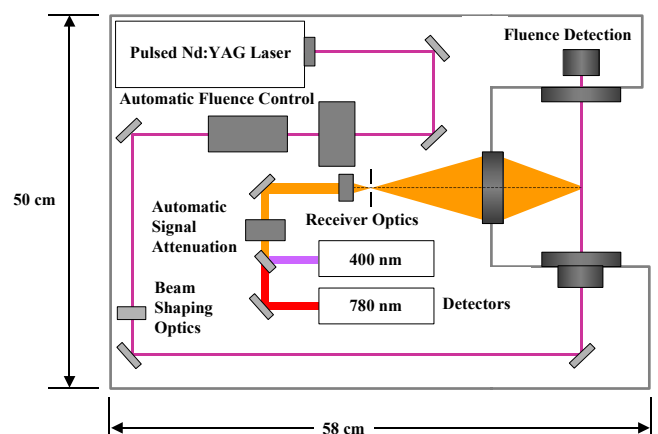 Fluence Detection
Pulsed Nd:YAG Laser
Automatic Fluence Control
50 cm
Automatic
Signal
Attenuation
Receiver Optics
400 nm
Beam
Shaping
Optics
780 nm
Detectors
58 cm